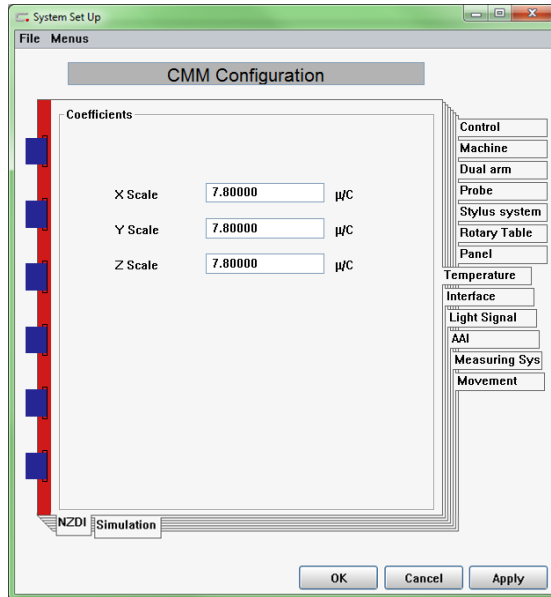 System Set Up
File Menus
CMM Configuration
Coefficients
X Scale 7.80000 µ/C
Y Scale 7.80000 µ/C
Z Scale 7.80000 µ/C
Control
Machine
Dual arm
Probe
Stylus system
Rotary Table
Panel
Temperature
Interface
Light Signal
AAI
Measuring Sys
Movement
NZDI Simulation
OK Cancel Apply